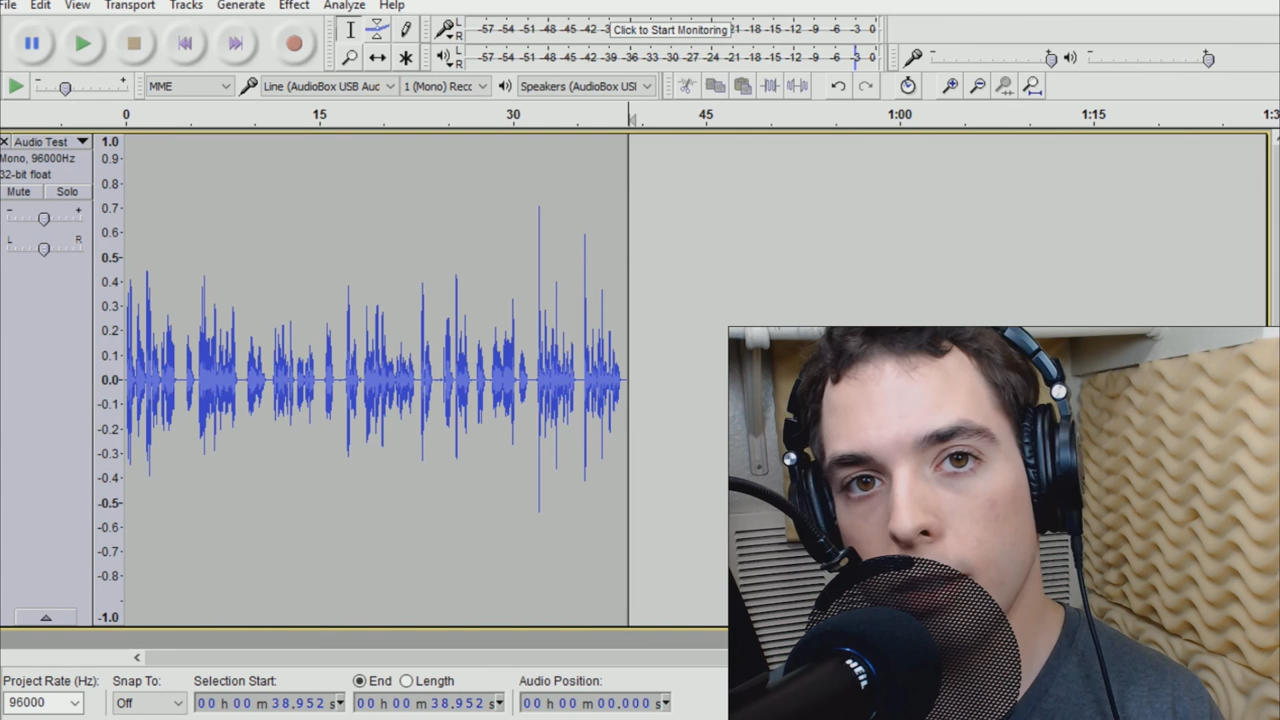 File Edit View Transport Tracks Generate Effect Analyze Help
L R -57 -54 -51 -48 -45 -42 -3 Click to Start Monitoring 21 -18 -15 -12 -9 -6 -3 0
L R -57 -54 -51 -48 -45 -42 -39 -36 -33 -30 -27 -24 -21 -18 -15 -12 -9 -6 -3 0
- + MME Line (AudioBox USB Auc 1 (Mono) Recc Speakers (AudioBox USI
0 15 30 45 1:00 1:15 1:3
X Audio Test
Mono, 96000Hz
32-bit float
Mute Solo
- +
L R
1.0
0.9
0.8
0.7
0.6
0.5
0.4
0.3
0.2
0.1
0.0
-0.1
-0.2
-0.3
-0.4
-0.5
-0.6
-0.7
-0.8
-1.0
NEIL
Project Rate (Hz): Snap To: Selection Start: End Length Audio Position:
96000 Off 00 h 00 m 38.952 s 00 h 00 m 38.952 s 00 h 00 m 00.000 s